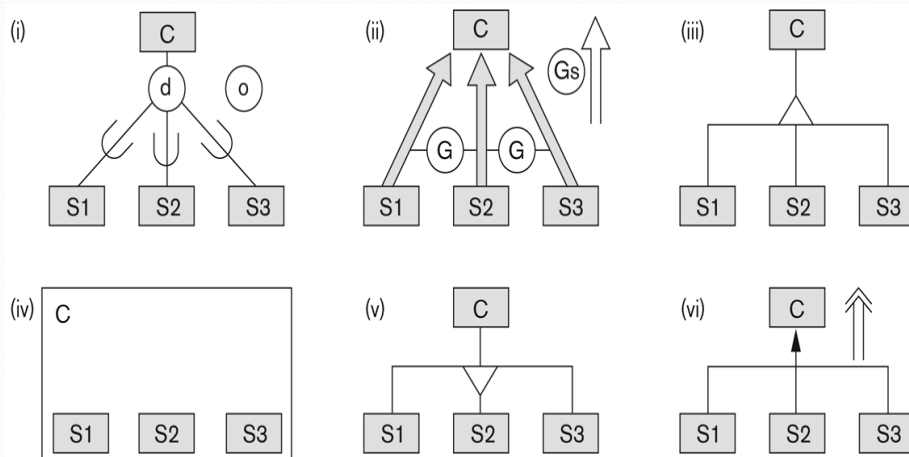 (i)
C
d
o
S1 S2 S3
(ii)
C
Gs
G G
S1 S2 S3
(iii)
C
S1 S2 S3
(iv)
C
S1 S2 S3
(v)
C
S1 S2 S3
(vi)
C
S1 S2 S3